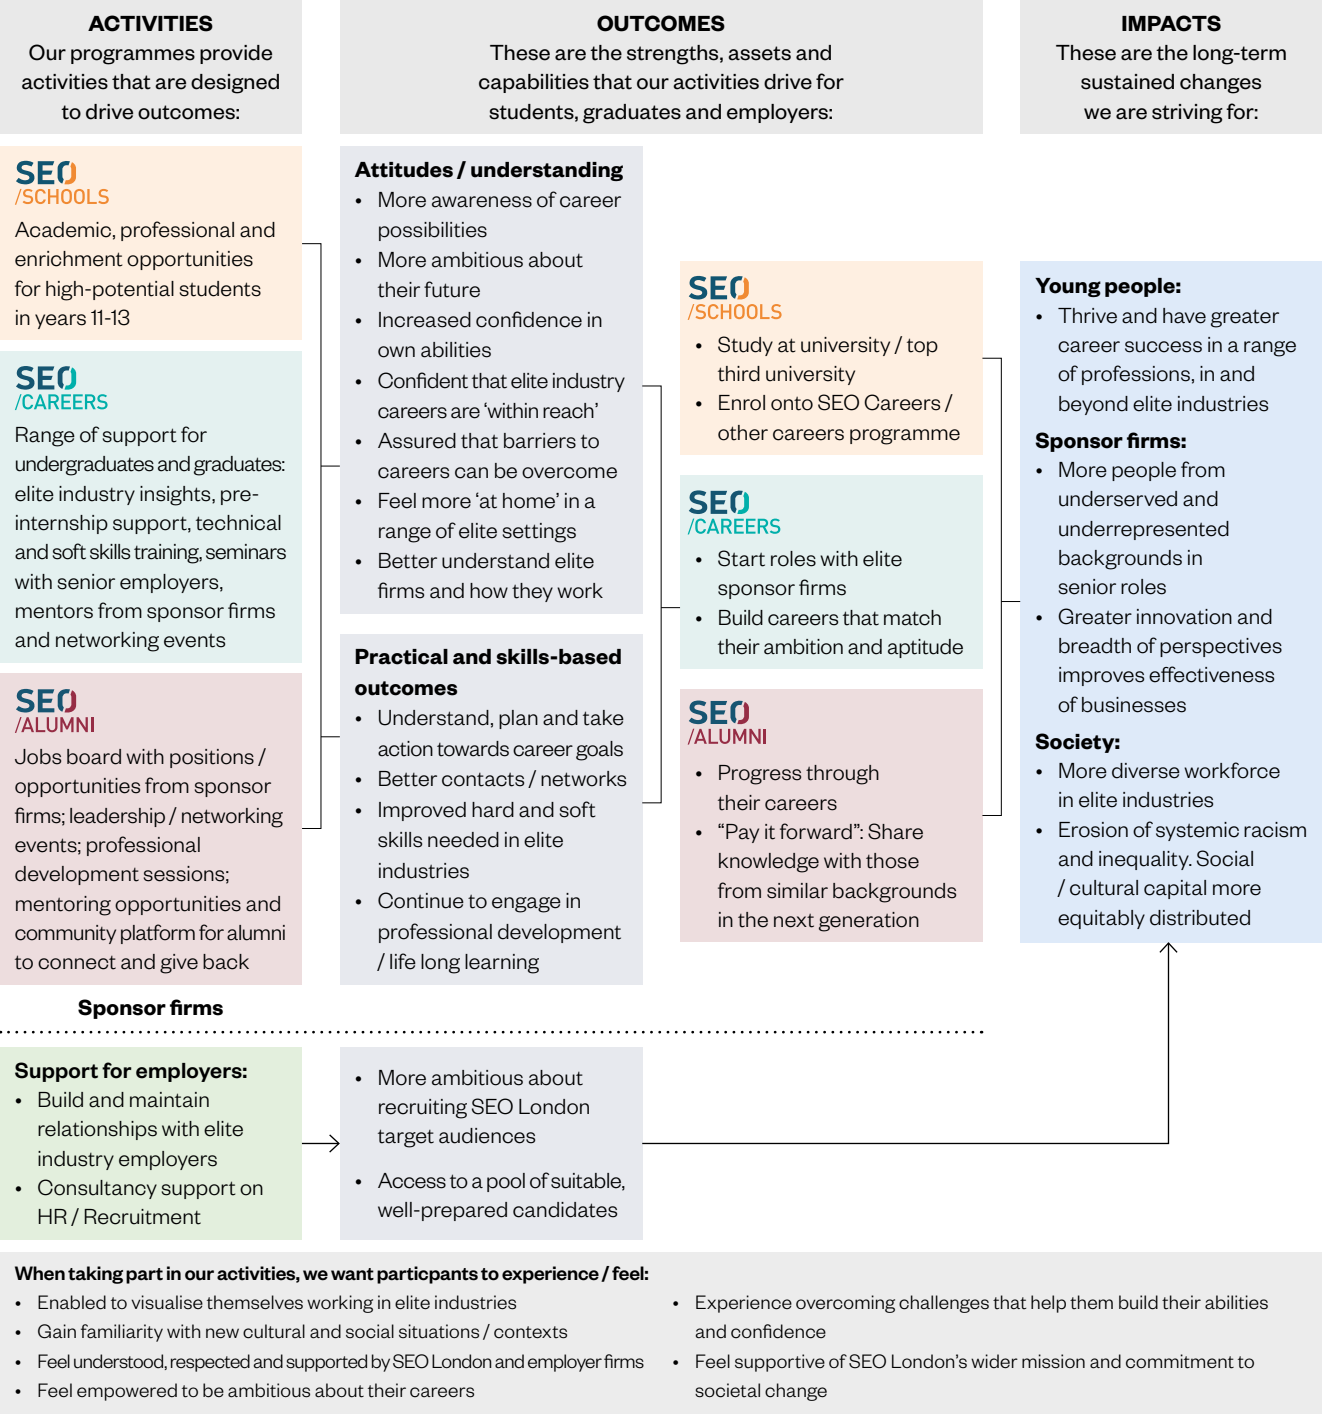 ACTIVITIES
Our programmes provide
activities that are designed
to drive outcomes:
OUTCOMES
These are the strengths, assets and
capabilities that our activities drive for
students, graduates and employers:
IMPACTS
These are the long-term
sustained changes
we are striving for:
SEO
/SCHOOLS
Academic, professional and
enrichment opportunities
for high-potential students
in years 11-13
SEO
/CAREERS
Range of support for
undergraduates and graduates:
elite industry insights, pre-
internship support, technical
and soft skills training, seminars
with senior employers,
mentors from sponsor firms
and networking events
SEO
/ALUMNI
Jobs board with positions /
opportunities from sponsor
firms; leadership / networking
events; professional
development sessions;
mentoring opportunities and
community platform for alumni
to connect and give back
Attitudes / understanding
• More awareness of career
possibilities
• More ambitious about
their future
• Increased confidence in
own abilities
• Confident that elite industry
careers are ‘within reach’
• Assured that barriers to
careers can be overcome
• Feel more ‘at home’ in a
range of elite settings
• Better understand elite
firms and how they work
Practical and skills-based
outcomes
• Understand, plan and take
action towards career goals
• Better contacts / networks
• Improved hard and soft
skills needed in elite
industries
• Continue to engage in
professional development
/ life long learning
SEO
/SCHOOLS
• Study at university / top
third university
• Enrol onto SEO Careers /
other careers programme
SEO
/CAREERS
• Start roles with elite
sponsor firms
• Build careers that match
their ambition and aptitude
SEO
/ALUMNI
• Progress through
their careers
• “Pay it forward”: Share
knowledge with those
from similar backgrounds
in the next generation
Young people:
• Thrive and have greater
career success in a range
of professions, in and
beyond elite industries
Sponsor firms:
• More people from
underserved and
underrepresented
backgrounds in
senior roles
• Greater innovation and
breadth of perspectives
improves effectiveness
of businesses
Society:
• More diverse workforce
in elite industries
• Erosion of systemic racism
and inequality. Social
/ cultural capital more
equitably distributed
Sponsor firms
Support for employers:
• Build and maintain
relationships with elite
industry employers
• Consultancy support on
HR / Recruitment
• More ambitious about
recruiting SEO London
target audiences
• Access to a pool of suitable,
well-prepared candidates
When taking part in our activities, we want particpants to experience / feel:
• Enabled to visualise themselves working in elite industries
• Gain familiarity with new cultural and social situations / contexts
• Feel understood, respected and supported by SEO London and employer firms
• Feel empowered to be ambitious about their careers
• Experience overcoming challenges that help them build their abilities
and confidence
• Feel supportive of SEO London’s wider mission and commitment to
societal change